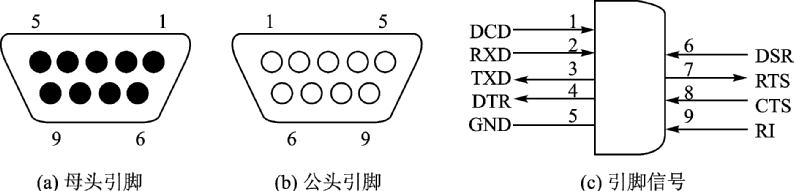 5 1
9 6
(a) 母头引脚
1 5
6 9
(b) 公头引脚
DCD 1
RXD 2
TXD 3
DTR 4
GND 5
6 DSR
7 RTS
8 CTS
9 RI
(c) 引脚信号